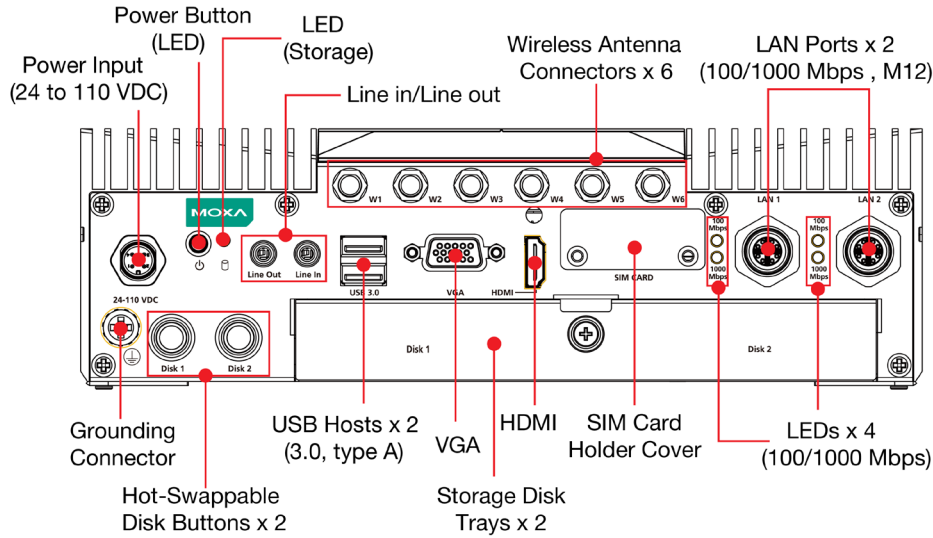 Power Button
(LED)
LED
(Storage)
Power Input
(24 to 110 VDC)
Line in/Line out
Wireless Antenna
Connectors x 6
LAN Ports x 2
(100/1000 Mbps , M12)
W1
W2
W3
W4
W5
W6
LAN 1
LAN 2
MOXA
100
Mbps
1000
Mbps
100
Mbps
1000
Mbps
Line Out
Line In
USB 3.0
VGA
HDMI
SIM CARD
24-110 VDC
Disk 1
Disk 2
Disk 1
Disk 2
Grounding
Connector
Hot-Swappable
Disk Buttons x 2
USB Hosts x 2
(3.0, type A)
VGA
Storage Disk
Trays x 2
HDMI
SIM Card
Holder Cover
LEDs x 4
(100/1000 Mbps)